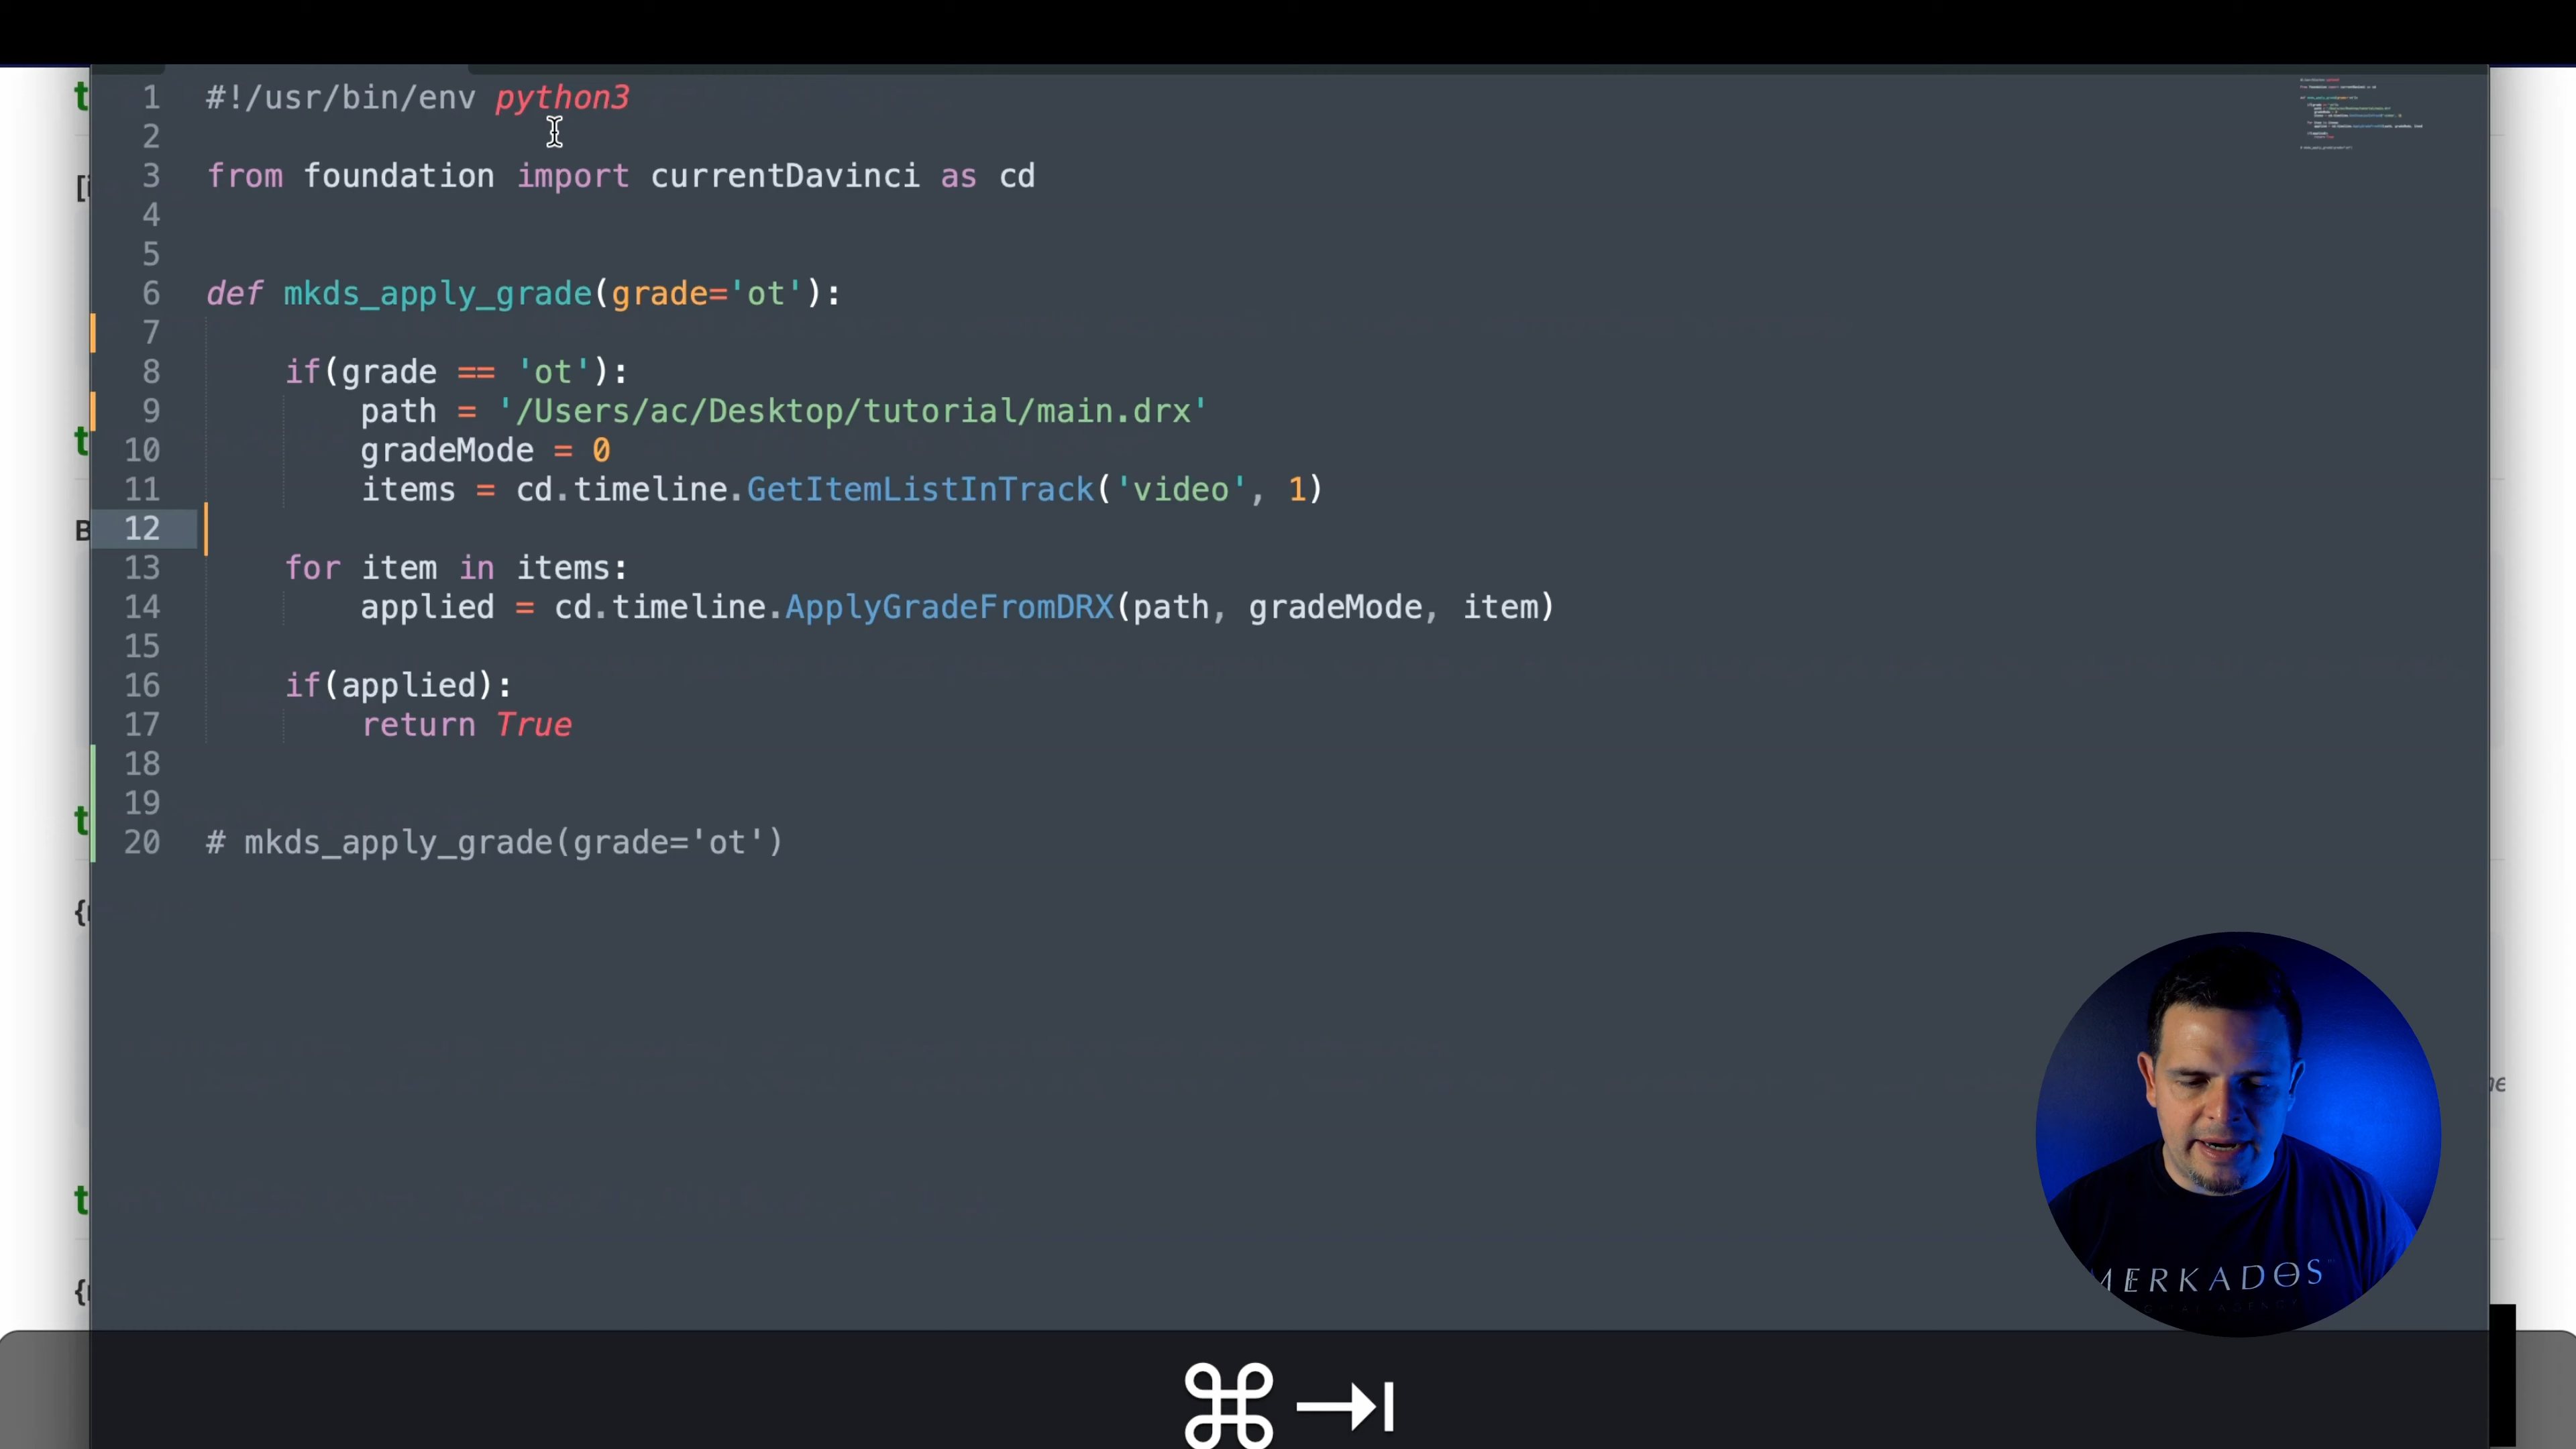 1 #!/usr/bin/env python3
2
3 from foundation import currentDavinci as cd
4
5
6 def mkds_apply_grade(grade='ot'):
7
8 if(grade == 'ot'):
9 path = '/Users/ac/Desktop/tutorial/main.drx'
10 gradeMode = 0
11 items = cd.timeline.GetItemListInTrack('video', 1)
12
13 for item in items:
14 applied = cd.timeline.ApplyGradeFromDRX(path, gradeMode, item)
15
16 if(applied):
17 return True
18
19
20 # mkds_apply_grade(grade='ot')
MERKADOS
⌘→|